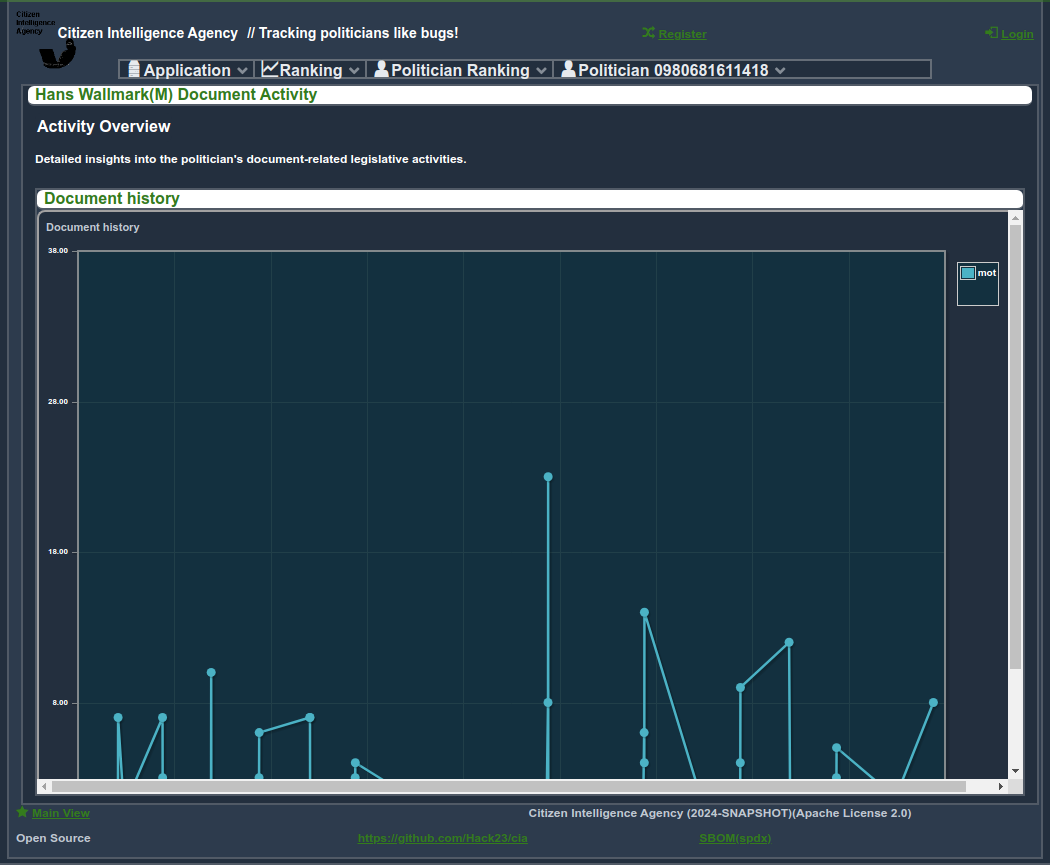 Citizen
Intelligence
Agency
Citizen Intelligence Agency // Tracking politicians like bugs!
Register
Login
Application
Ranking
Politician Ranking
Politician 0980681611418
Hans Wallmark(M) Document Activity
Activity Overview
Detailed insights into the politician's document-related legislative activities.
Document history
Document history
38.00
mot
28.00
18.00
8.00
Main View
Citizen Intelligence Agency (2024-SNAPSHOT)(Apache License 2.0)
Open Source
https://github.com/Hack23/cia
SBOM(spdx)